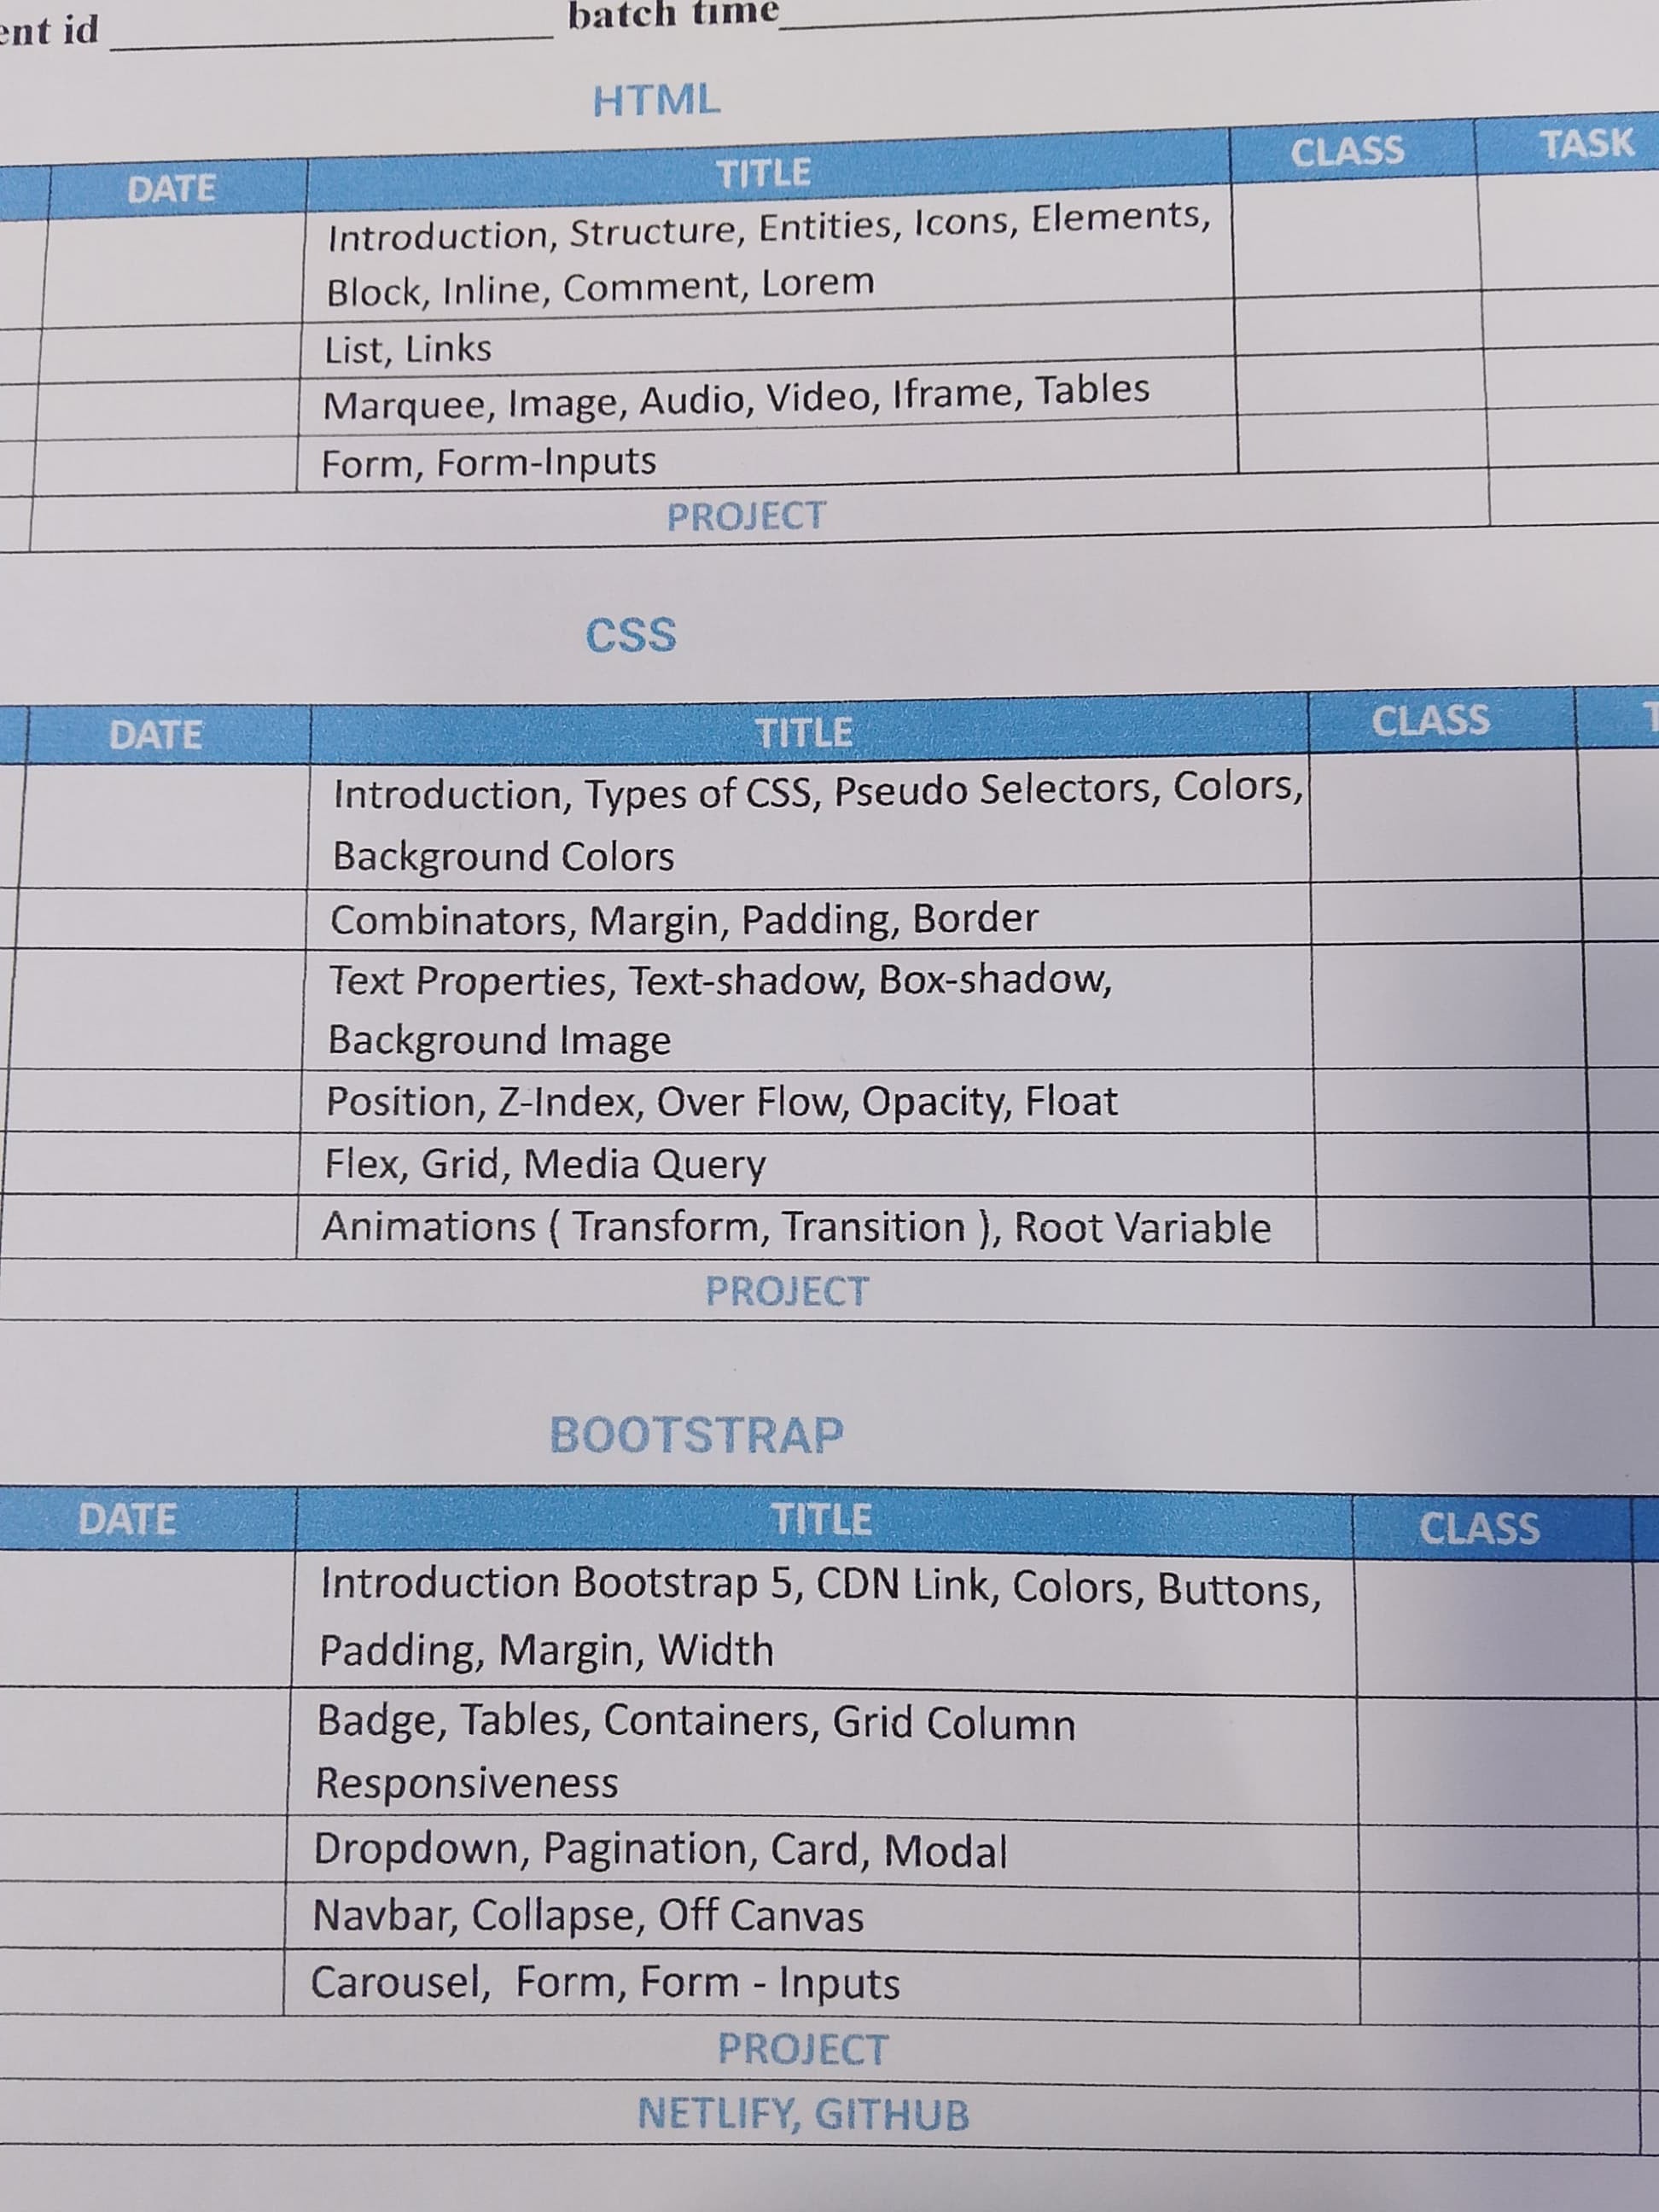 ent id ____________ batch time____________
HTML
DATE TITLE CLASS TASK
Introduction, Structure, Entities, Icons, Elements,
Block, Inline, Comment, Lorem
List, Links
Marquee, Image, Audio, Video, Iframe, Tables
Form, Form-Inputs
PROJECT
CSS
DATE TITLE CLASS T
Introduction, Types of CSS, Pseudo Selectors, Colors,
Background Colors
Combinators, Margin, Padding, Border
Text Properties, Text-shadow, Box-shadow,
Background Image
Position, Z-Index, Over Flow, Opacity, Float
Flex, Grid, Media Query
Animations ( Transform, Transition ), Root Variable
PROJECT
BOOTSTRAP
DATE TITLE CLASS
Introduction Bootstrap 5, CDN Link, Colors, Buttons,
Padding, Margin, Width
Badge, Tables, Containers, Grid Column
Responsiveness
Dropdown, Pagination, Card, Modal
Navbar, Collapse, Off Canvas
Carousel, Form, Form - Inputs
PROJECT
NETLIFY, GITHUB